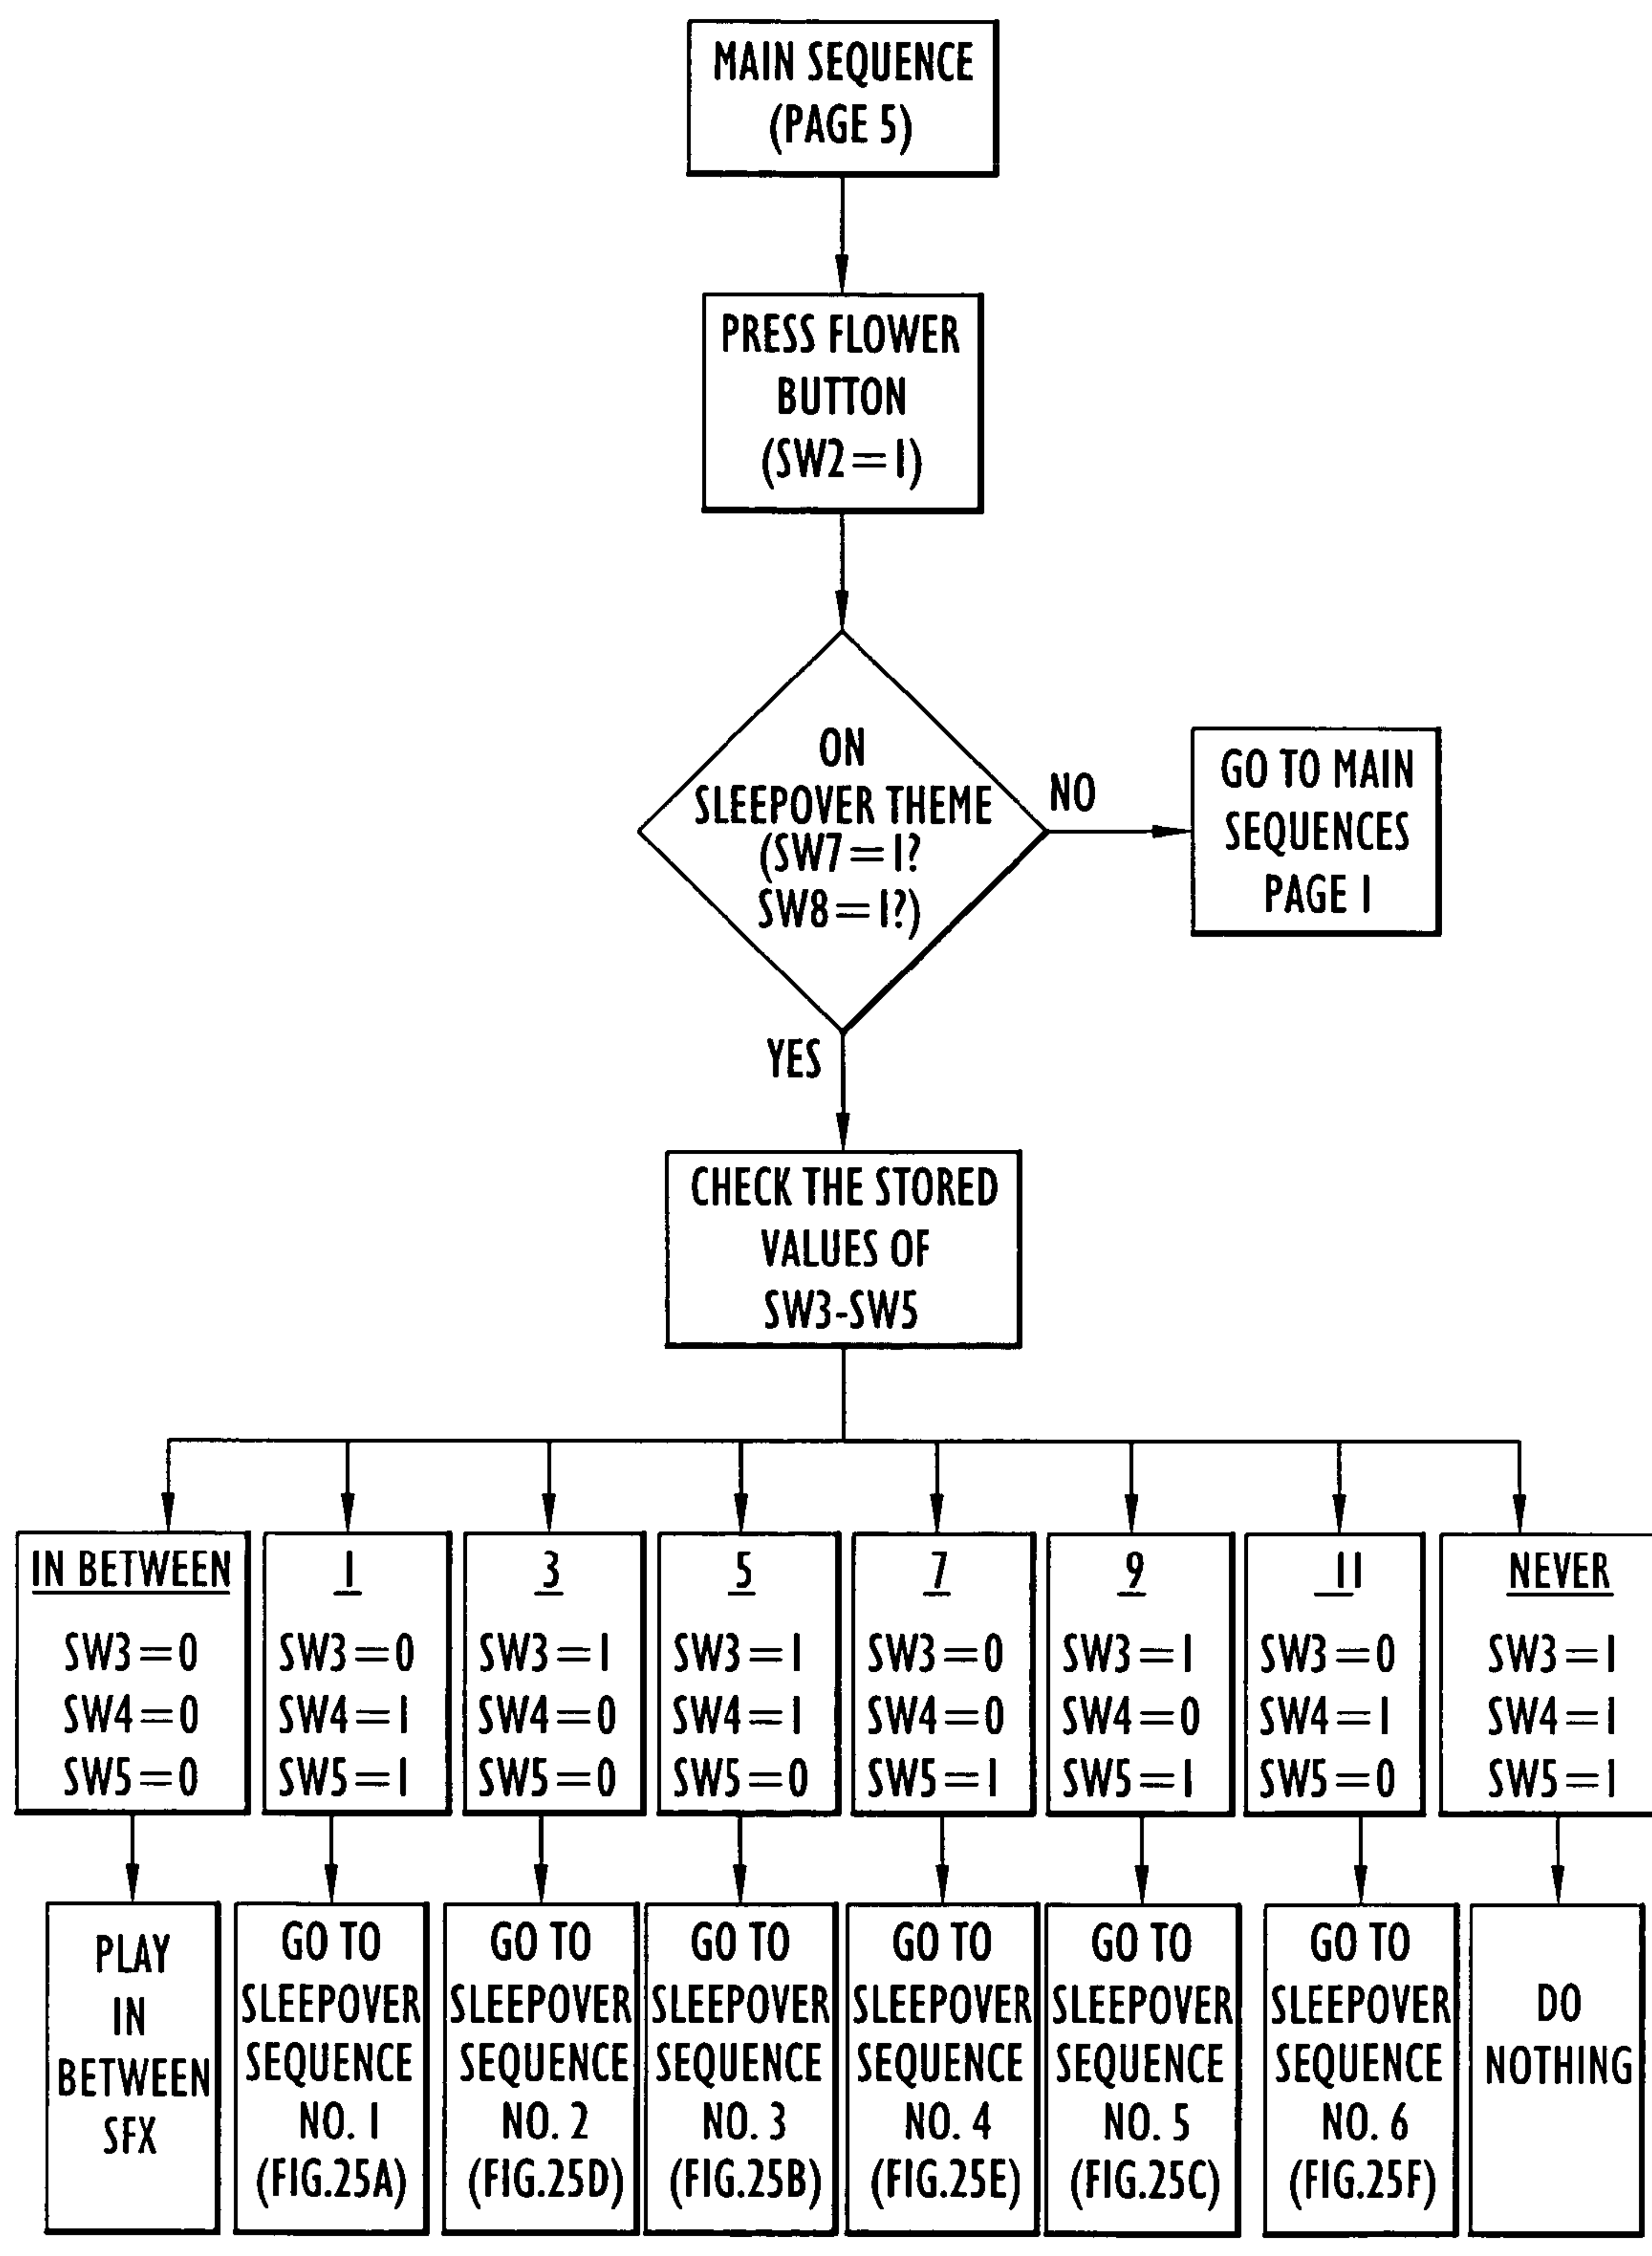 MAIN SEQUENCE
(PAGE 5)
PRESS FLOWER
BUTTON
(SW2=1)
ON
SLEEPOVER THEME
(SW7=1?
SW8=1?)
NO
GO TO MAIN
SEQUENCES
PAGE 1
YES
CHECK THE STORED
VALUES OF
SW3-SW5
IN BETWEEN
SW3=0
SW4=0
SW5=0
1
SW3=0
SW4=1
SW5=1
3
SW3=1
SW4=0
SW5=0
5
SW3=1
SW4=1
SW5=0
7
SW3=0
SW4=0
SW5=1
9
SW3=1
SW4=0
SW5=1
11
SW3=0
SW4=1
SW5=0
NEVER
SW3=1
SW4=1
SW5=1
PLAY
IN
BETWEEN
SFX
GO TO
SLEEPOVER
SEQUENCE
NO. 1
(FIG.25A)
GO TO
SLEEPOVER
SEQUENCE
NO. 2
(FIG.25D)
GO TO
SLEEPOVER
SEQUENCE
NO. 3
(FIG.25B)
GO TO
SLEEPOVER
SEQUENCE
NO. 4
(FIG.25E)
GO TO
SLEEPOVER
SEQUENCE
NO. 5
(FIG.25C)
GO TO
SLEEPOVER
SEQUENCE
NO. 6
(FIG.25F)
DO
NOTHING